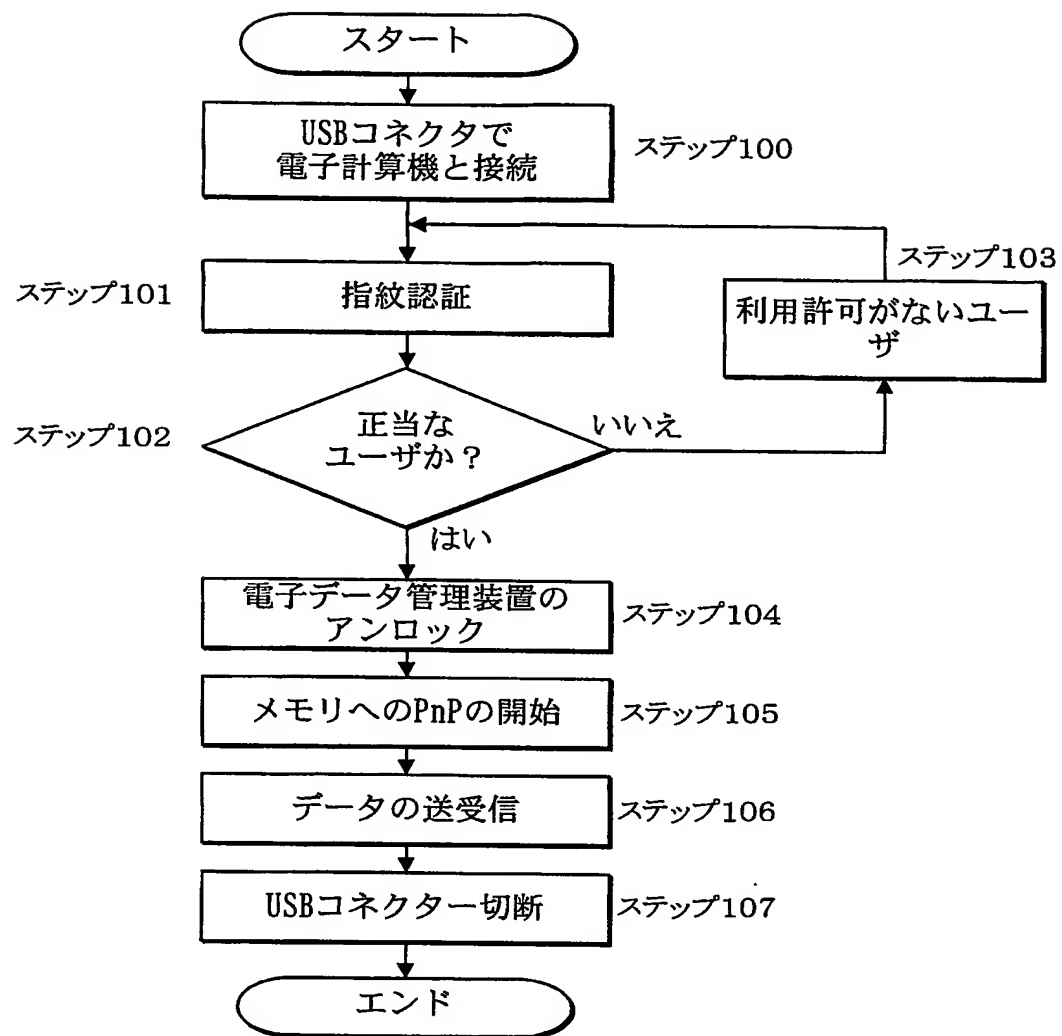 スタート
USBコネクタで
電子計算機と接続
ステップ100
ステップ103
ステップ101
指紋認証
利用許可がないユー
ザ
ステップ102
正当な
ユーザか?
いいえ
はい
電子データ管理装置の
アンロック
ステップ104
メモリへのPnPの開始
ステップ105
データの送受信
ステップ106
USBコネクター切断
ステップ107
エンド